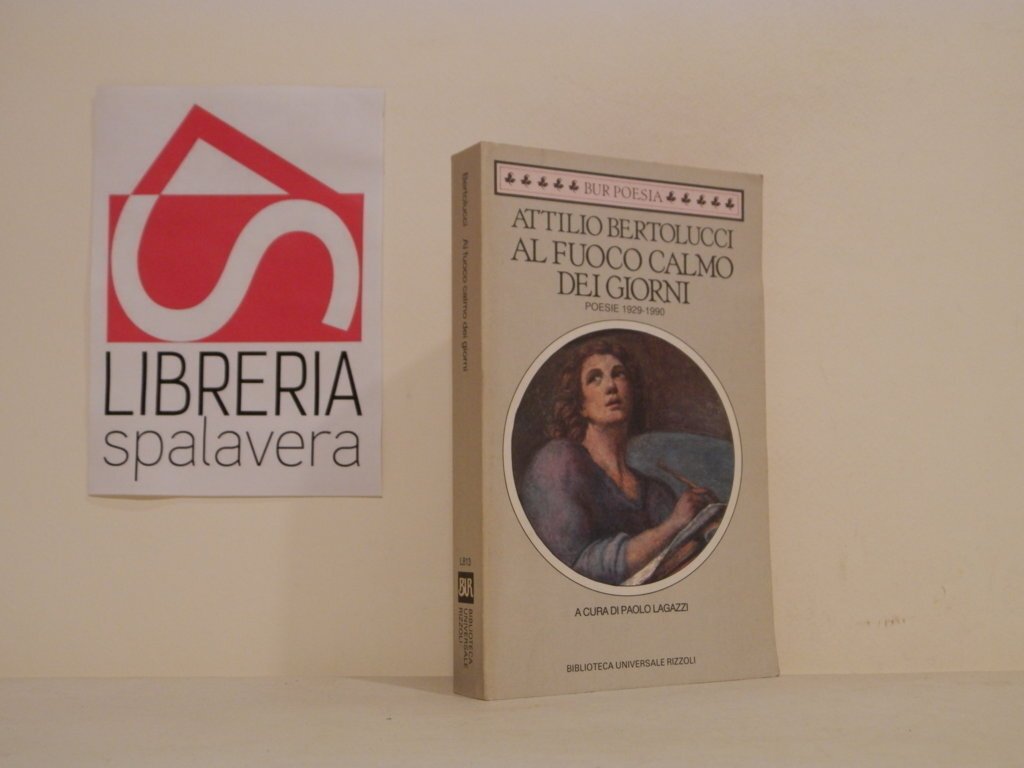 LIBRERIA
spalavera
Bertolucci Al fuoco calmo dei giorni
L813
BUR
BIBLIOTECA
UNIVERSALE
RIZZOLI
BUR POESIA
ATTILIO BERTOLUCCI
AL FUOCO CALMO
DEI GIORNI
POESIE 1929-1990
A CURA DI PAOLO LAGAZZI
BIBLIOTECA UNIVERSALE RIZZOLI